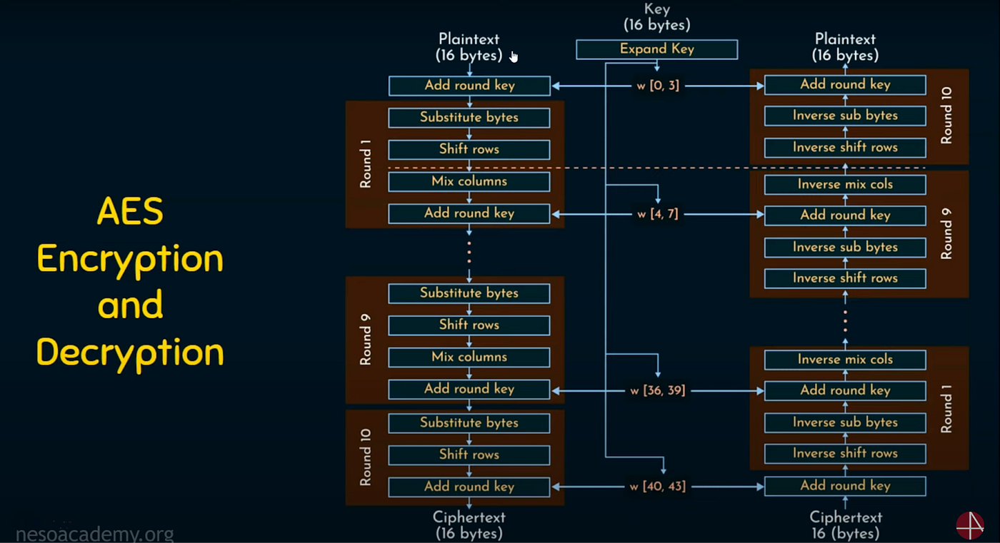 AES
Encryption
and
Decryption
Plaintext
(16 bytes)
Add round key
Round 1
Substitute bytes
Shift rows
Mix columns
Add round key
Round 9
Substitute bytes
Shift rows
Mix columns
Add round key
Round 10
Substitute bytes
Shift rows
Add round key
Ciphertext
(16 bytes)
Key
(16 bytes)
Expand Key
w [0, 3]
w [4, 7]
w [36, 39]
w [40, 43]
Plaintext
(16 bytes)
Add round key
Inverse sub bytes
Inverse shift rows
Round 10
Inverse mix cols
Add round key
Inverse sub bytes
Inverse shift rows
Round 9
Inverse mix cols
Add round key
Inverse sub bytes
Inverse shift rows
Round 1
Add round key
Ciphertext
16 (bytes)
nesoacademy.org